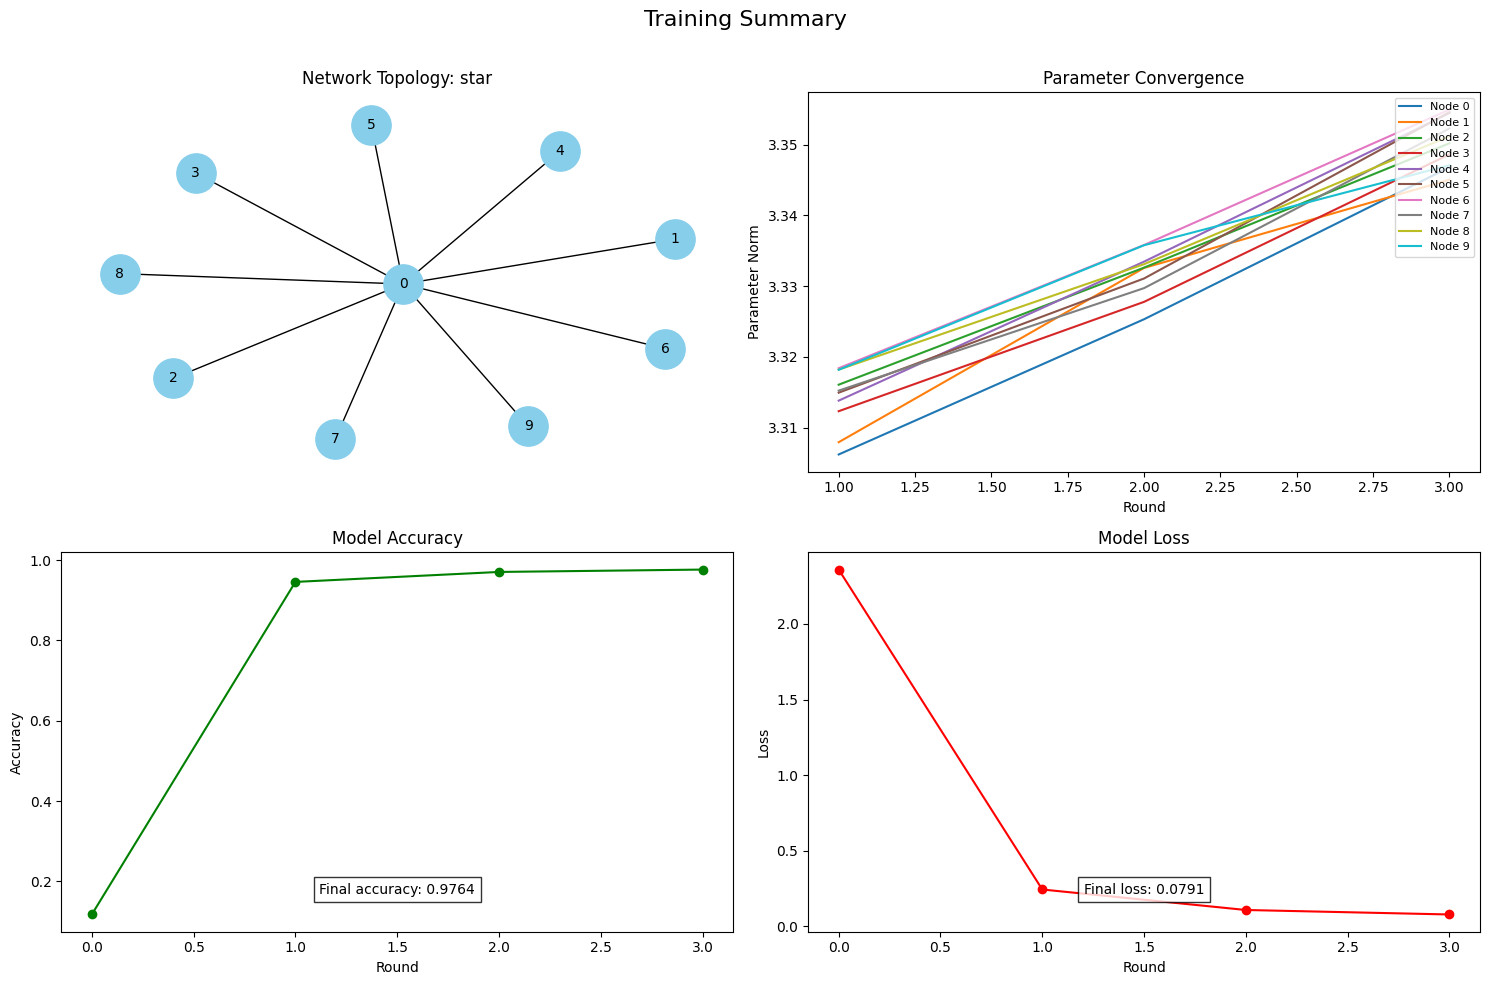 Training Summary
Network Topology: star
5
4
3
1
8
0
6
2
9
7
Parameter Convergence
Parameter Norm
3.35
3.34
3.33
3.32
3.31
Node 0
Node 1
Node 2
Node 3
Node 4
Node 5
Node 6
Node 7
Node 8
Node 9
1.00 1.25 1.50 1.75 2.00 2.25 2.50 2.75 3.00
Round
Model Accuracy
Accuracy
1.0
0.8
0.6
0.4
0.2
Final accuracy: 0.9764
0.0 0.5 1.0 1.5 2.0 2.5 3.0
Round
Model Loss
Loss
2.0
1.5
1.0
0.5
0.0
Final loss: 0.0791
0.0 0.5 1.0 1.5 2.0 2.5 3.0
Round